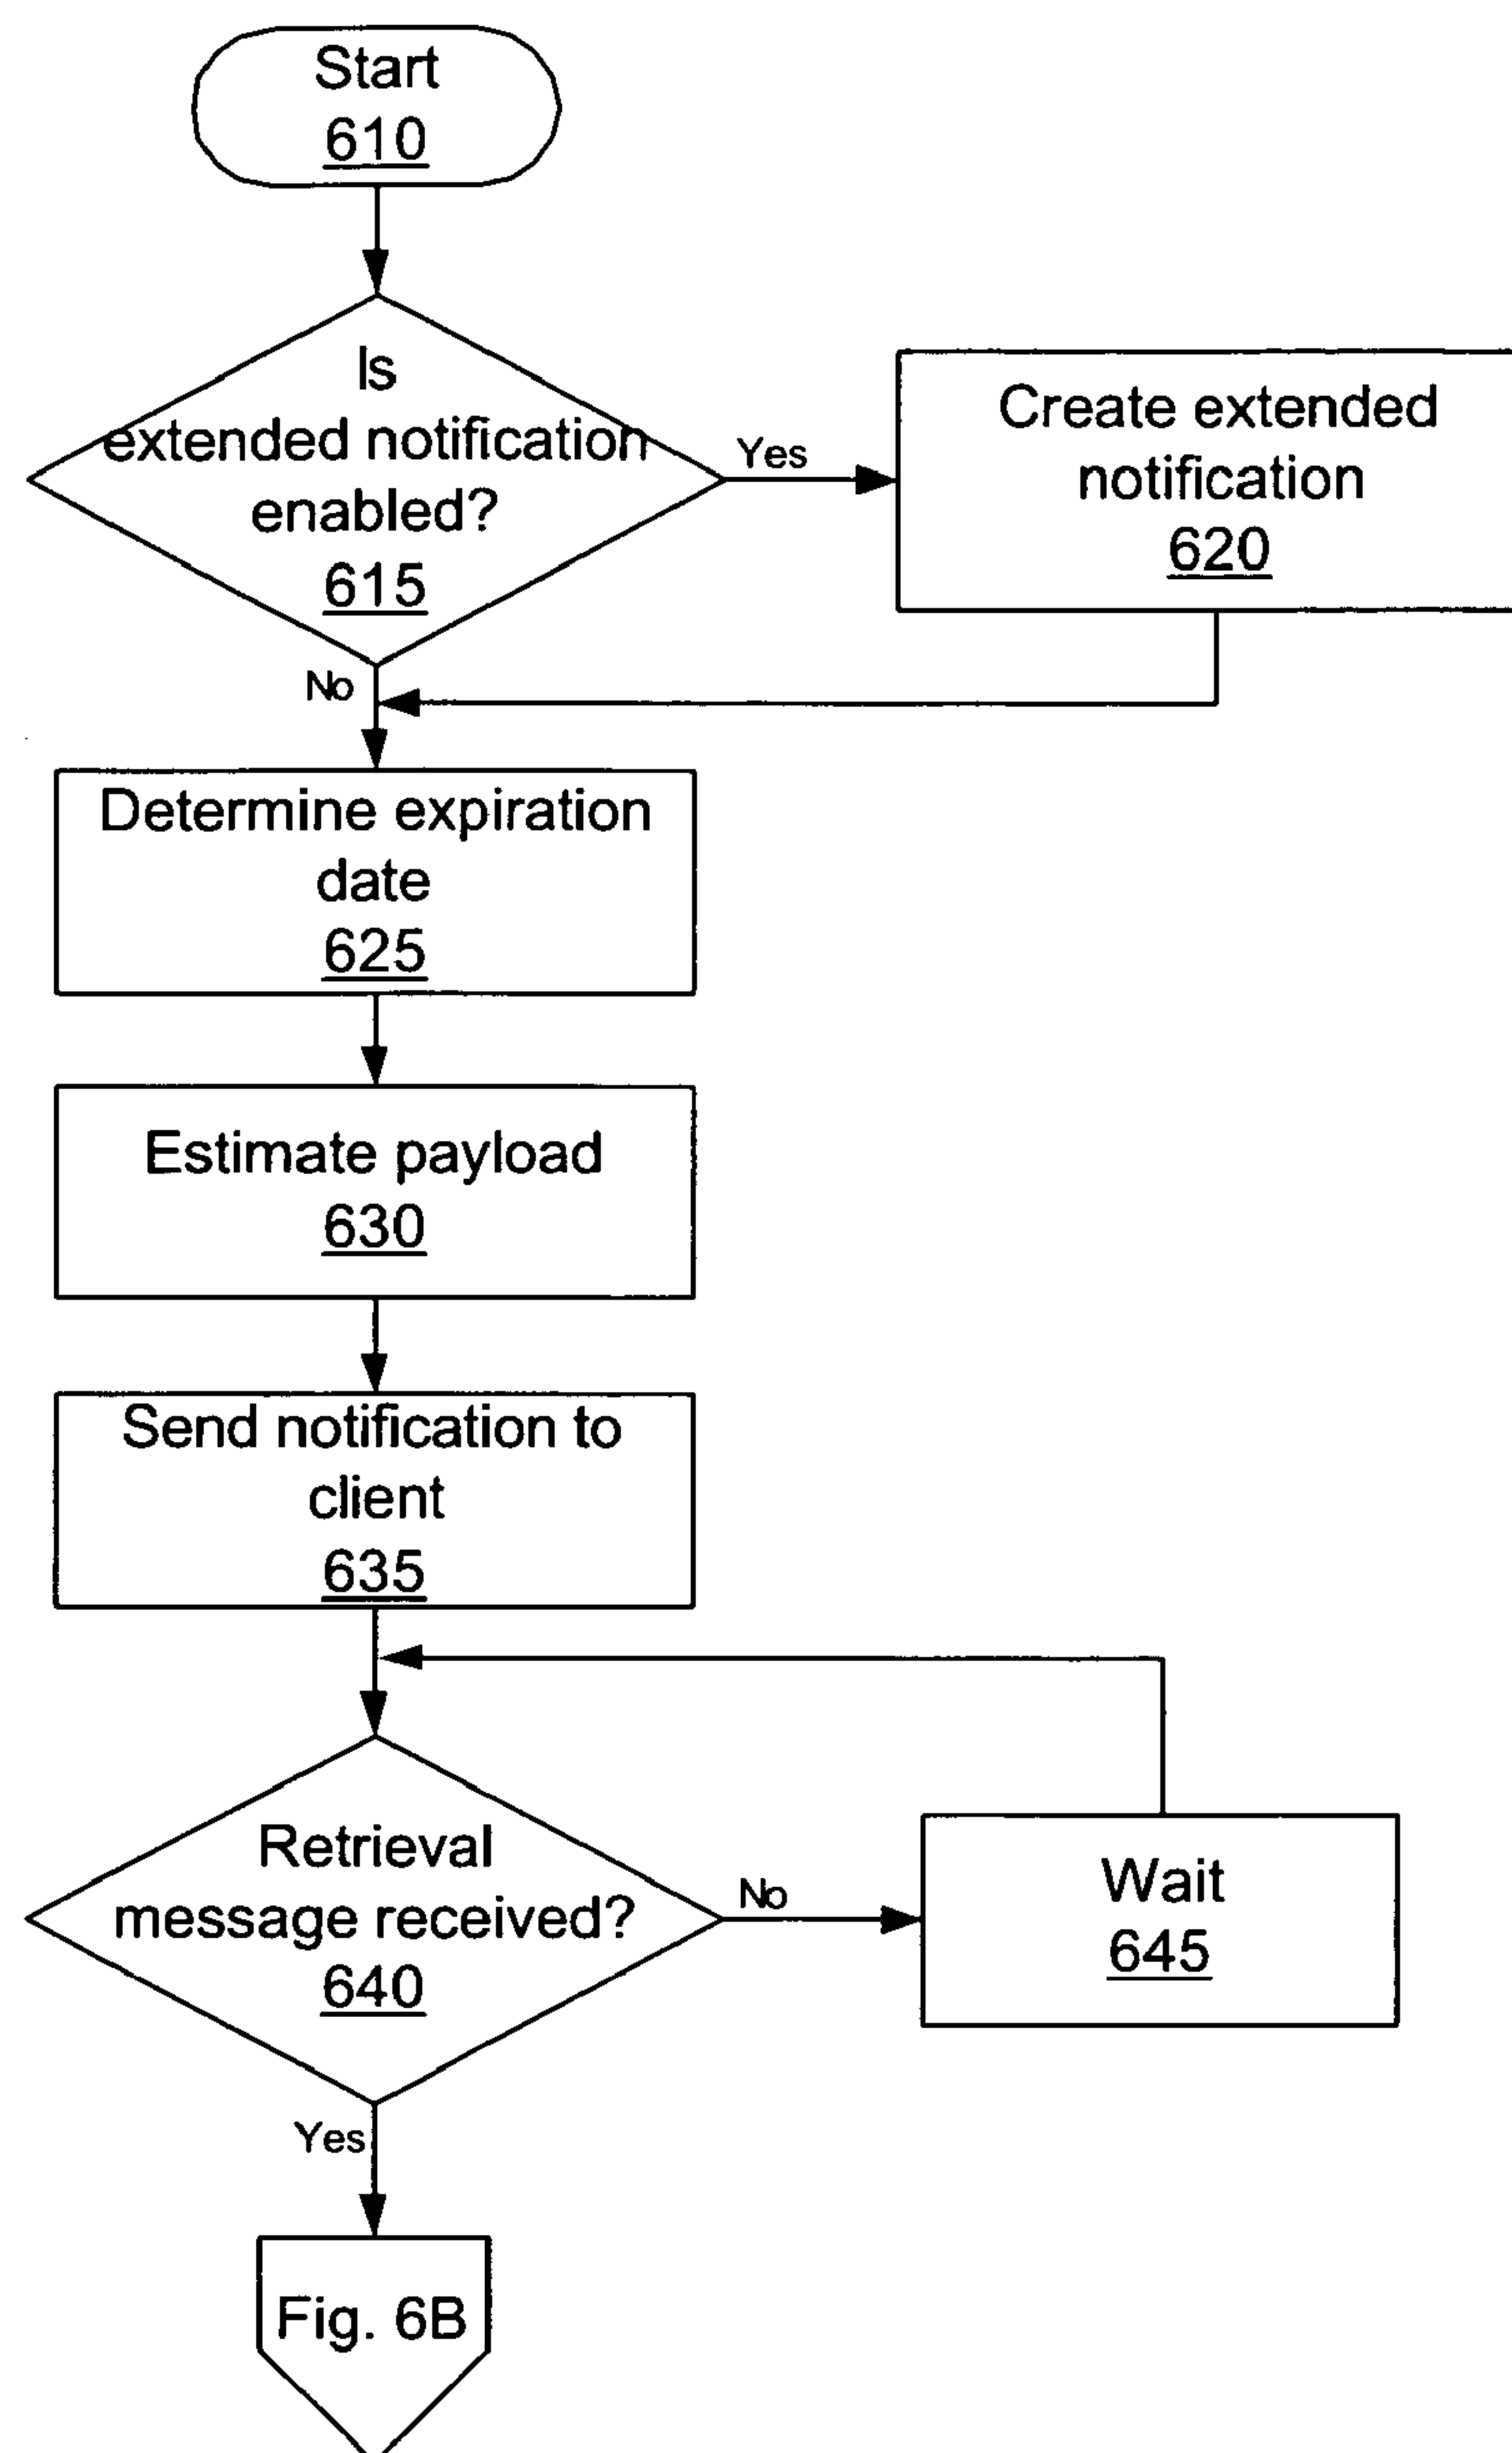 Start
610
Is
extended notification
enabled?
615
Yes
Create extended
notification
620
No
Determine expiration
date
625
Estimate payload
630
Send notification to
client
635
Retrieval
message received?
640
No
Wait
645
Yes
Fig. 6B